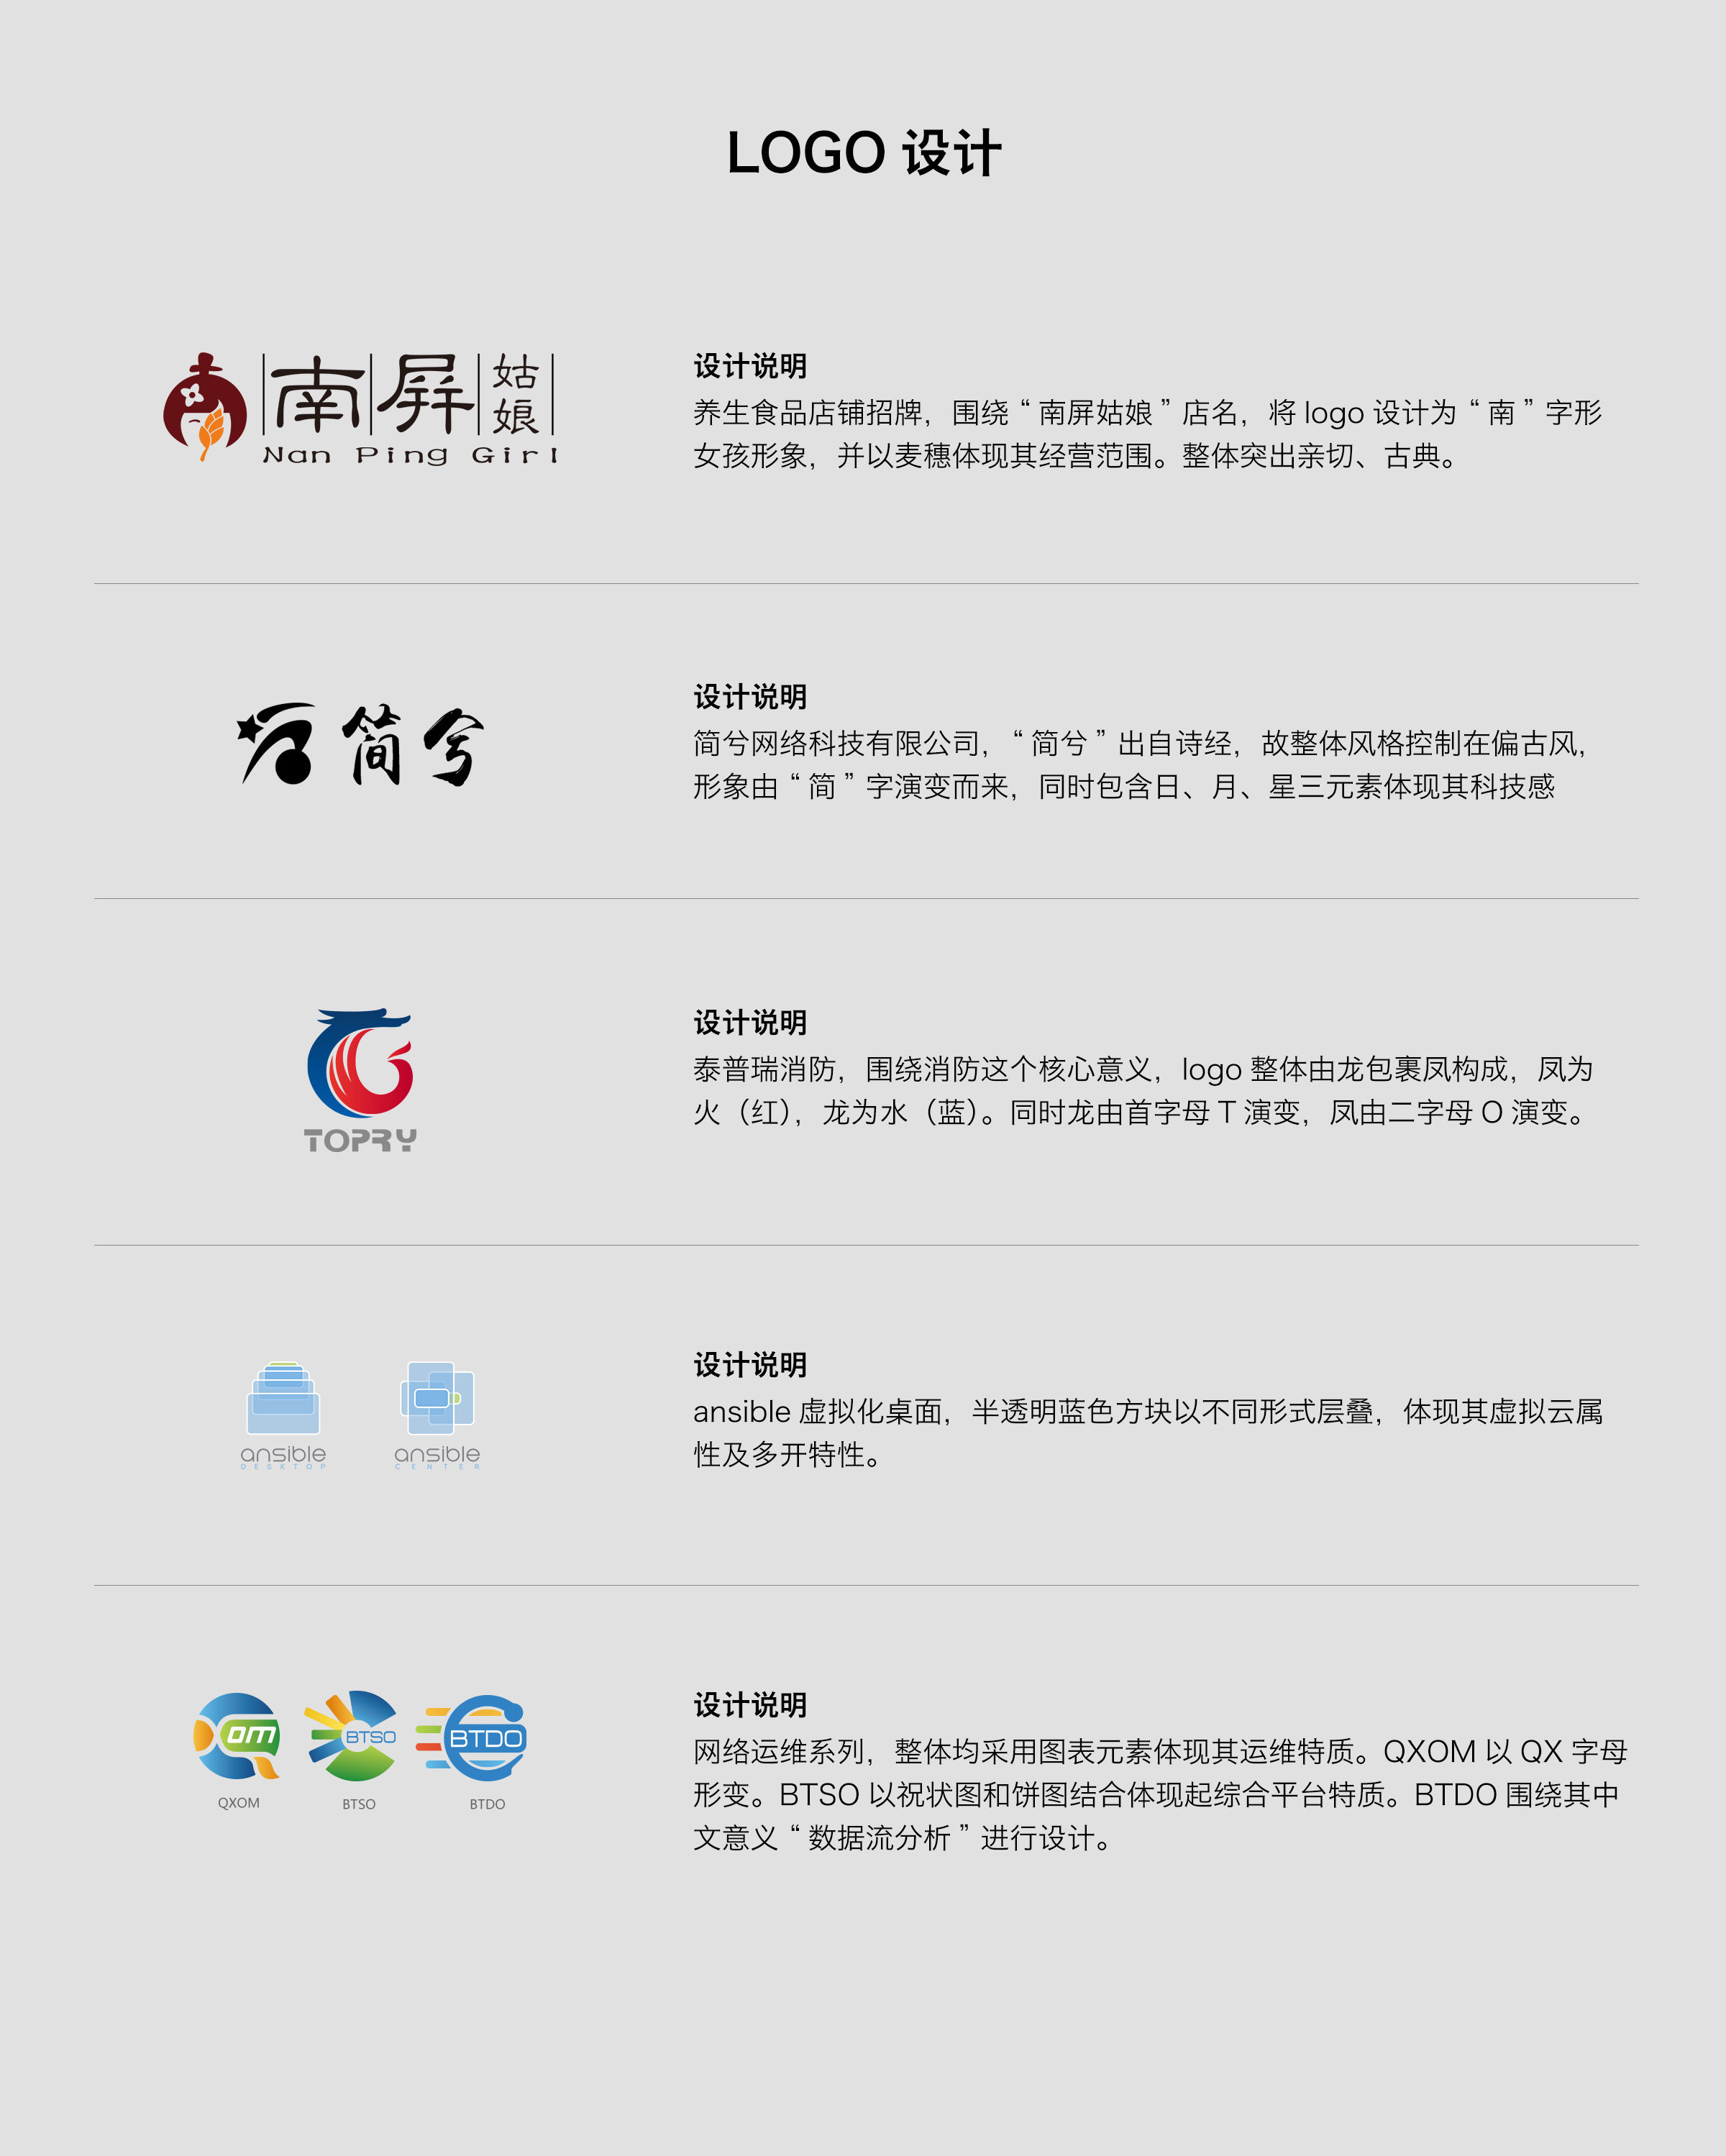 LOGO 设计
南屏姑娘
Nan Ping Girl
设计说明
养生食品店铺招牌，围绕“南屏姑娘”店名，将 logo 设计为“南”字形
女孩形象，并以麦穗体现其经营范围。整体突出亲切、古典。
简兮
设计说明
简兮网络科技有限公司，“简兮”出自诗经，故整体风格控制在偏古风，
形象由“简”字演变而来，同时包含日、月、星三元素体现其科技感
TOPRY
设计说明
泰普瑞消防，围绕消防这个核心意义，logo 整体由龙包裹凤构成，凤为
火（红），龙为水（蓝）。同时龙由首字母 T 演变，凤由二字母 O 演变。
ansible
DESKTOP
ansible
CENTER
设计说明
ansible 虚拟化桌面，半透明蓝色方块以不同形式层叠，体现其虚拟云属
性及多开特性。
om
QXOM
BTSO
BTSO
BTDO
BTDO
设计说明
网络运维系列，整体均采用图表元素体现其运维特质。QXOM 以 QX 字母
形变。BTSO 以祝状图和饼图结合体现起综合平台特质。BTDO 围绕其中
文意义“数据流分析”进行设计。